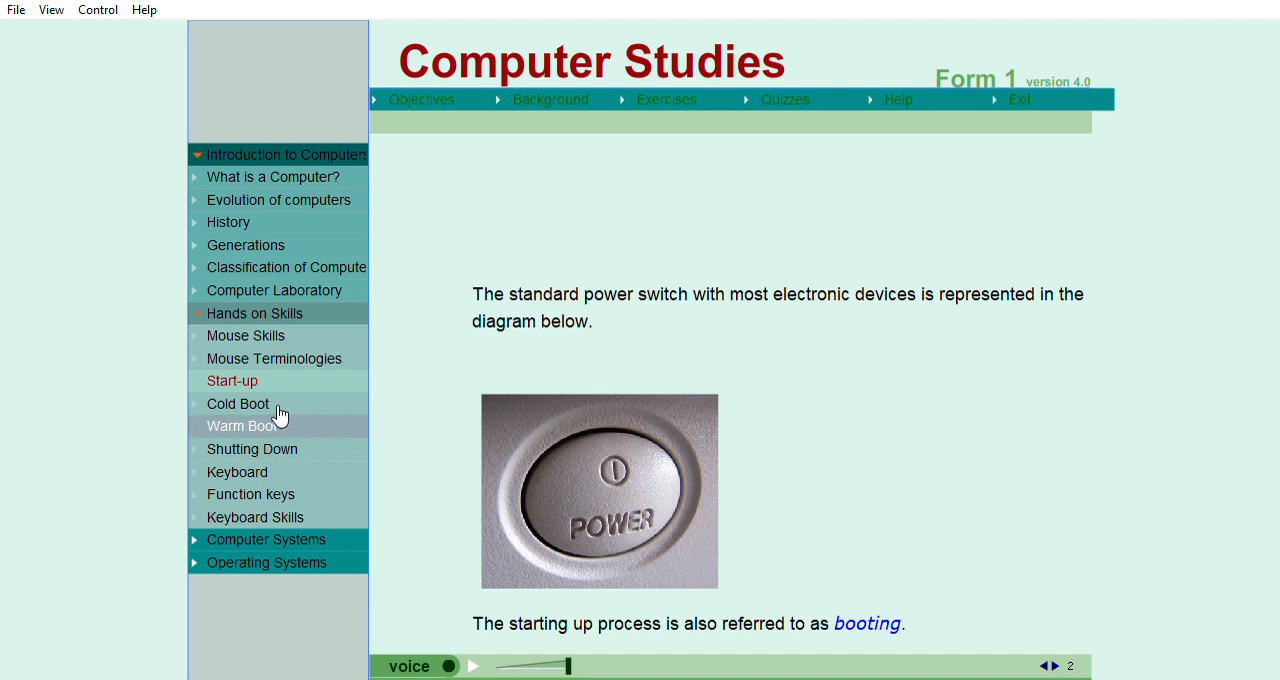 File View Control Help
Computer Studies
Form 1 version 4.0
Objectives Background Exercises Quizzes Help Exit
Introduction to Computers
What is a Computer?
Evolution of computers
History
Generations
Classification of Compute
Computer Laboratory
Hands on Skills
Mouse Skills
Mouse Terminologies
Start-up
Cold Boot
Warm Boot
Shutting Down
Keyboard
Function keys
Keyboard Skills
Computer Systems
Operating Systems
The standard power switch with most electronic devices is represented in the
diagram below.
POWER
The starting up process is also referred to as booting.
voice
2